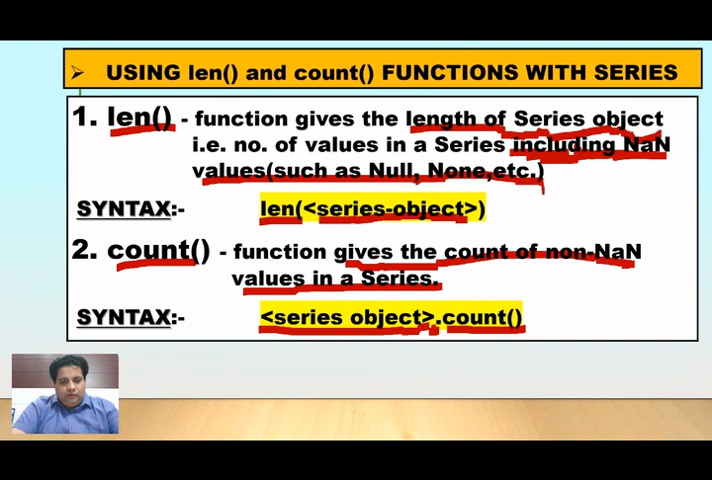 USING len() and count() FUNCTIONS WITH SERIES
1. len() - function gives the length of Series object
i.e. no. of values in a Series including NaN
values(such as Null, None,etc.)
SYNTAX:- len(<series-object>)
2. count() - function gives the count of non-NaN
values in a Series.
SYNTAX:- <series object>.count()